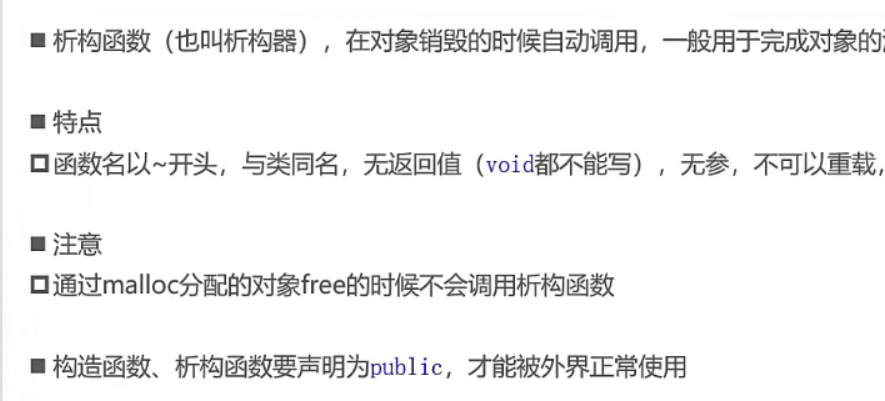 ■ 析构函数（也叫析构器），在对象销毁的时候自动调用，一般用于完成对象的
■ 特点
□ 函数名以~开头，与类同名，无返回值（void都不能写），无参，不可以重载，
■ 注意
□ 通过malloc分配的对象free的时候不会调用析构函数
■ 构造函数、析构函数要声明为public，才能被外界正常使用